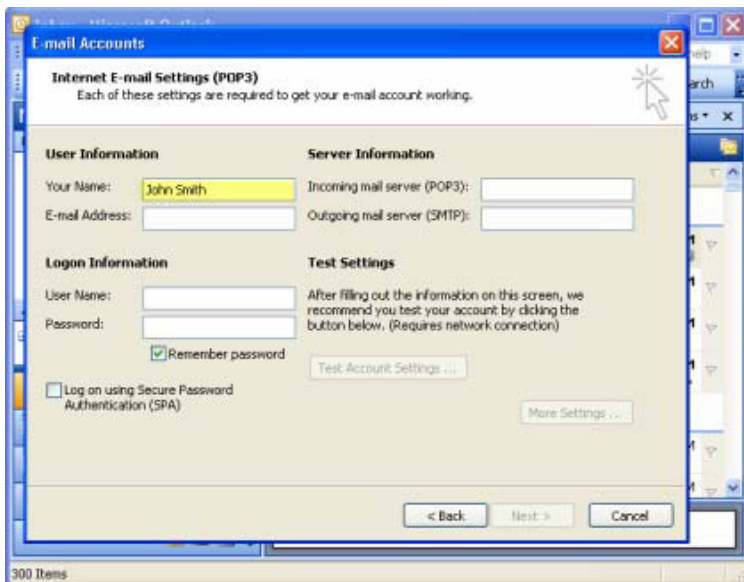 E-mail Accounts
Internet E-mail Settings (POP3)
Each of these settings are required to get your e-mail account working.
User Information
Your Name: John Smith
E-mail Address:
Server Information
Incoming mail server (POP3):
Outgoing mail server (SMTP):
Logon Information
User Name:
Password:
Remember password
Log on using Secure Password
Authentication (SPA)
Test Settings
After filling out the information on this screen, we
recommend you test your account by clicking the
button below. (Requires network connection)
Test Account Settings ...
More Settings ...
< Back
Next >
Cancel
300 Items